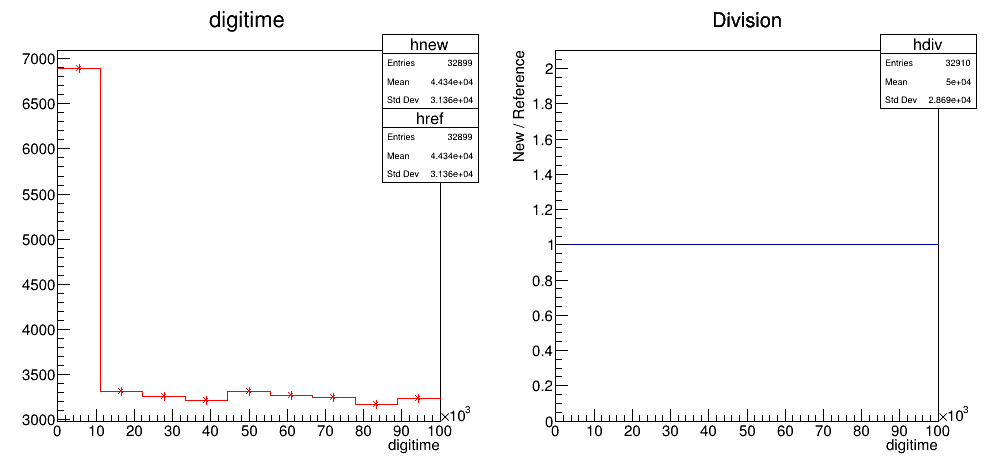 digitime
hnew
Entries 32899
Mean 4.434e+04
Std Dev 3.136e+04
href
Entries 32899
Mean 4.434e+04
Std Dev 3.136e+04
7000
6500
6000
5500
5000
4500
4000
3500
3000
0 10 20 30 40 50 60 70 80 90 100
×10³
digitime
Division
hdiv
Entries 32910
Mean 5e+04
Std Dev 2.869e+04
New / Reference
2
1.8
1.6
1.4
1.2
1
0.8
0.6
0.4
0.2
0
0 10 20 30 40 50 60 70 80 90 100
×10³
digitime